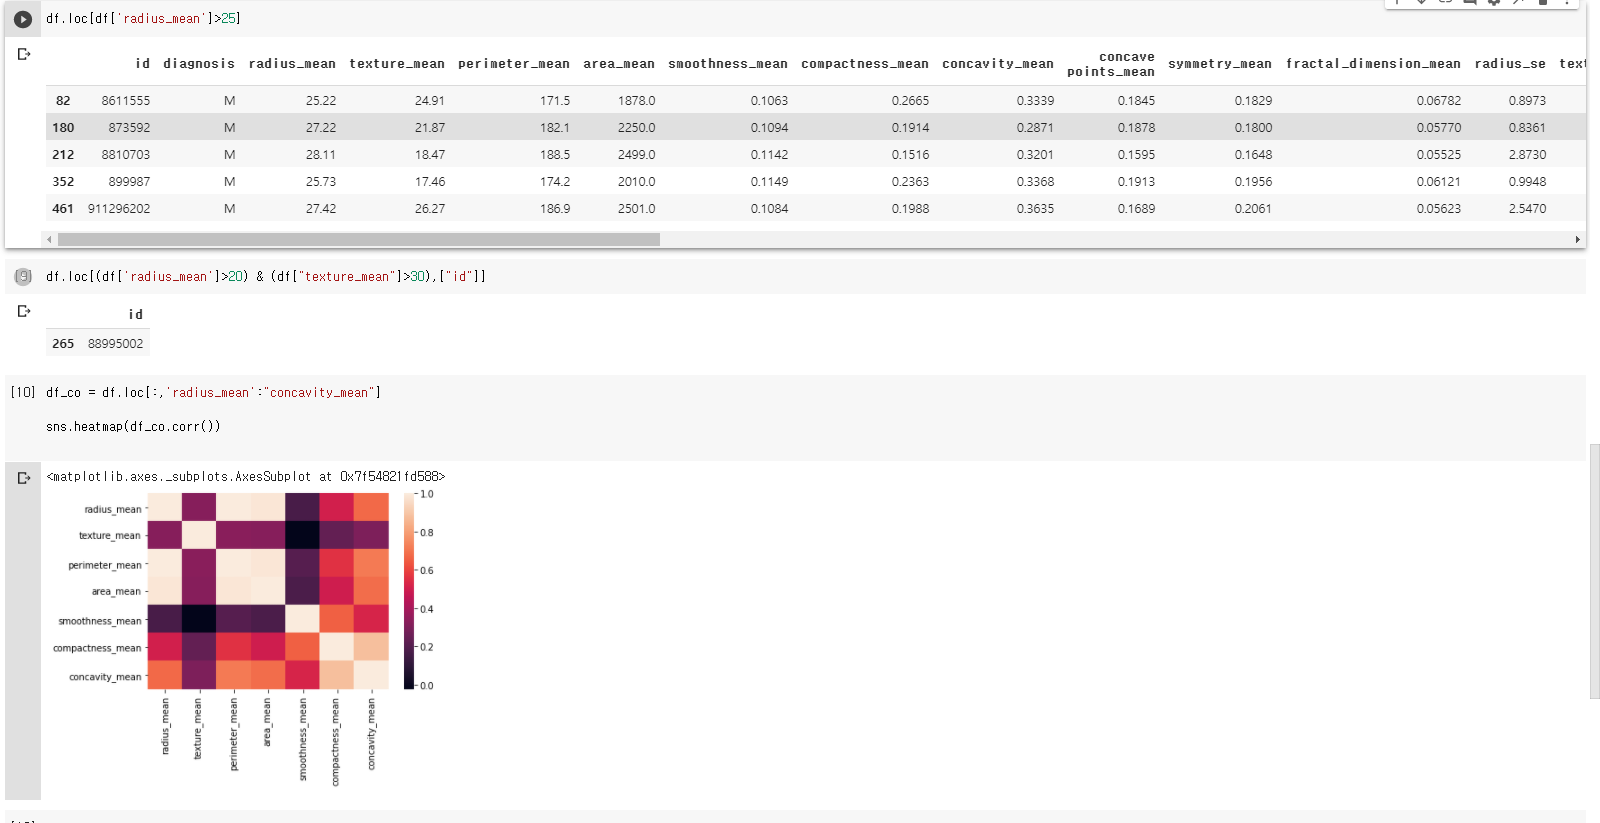 df.loc[df['radius_mean']>25]
id diagnosis radius_mean texture_mean perimeter_mean area_mean smoothness_mean compactness_mean concavity_mean concave points_mean symmetry_mean fractal_dimension_mean radius_se text
82 8611555 M 25.22 24.91 171.5 1878.0 0.1063 0.2665 0.3339 0.1845 0.1829 0.06782 0.8973
180 873592 M 27.22 21.87 182.1 2250.0 0.1094 0.1914 0.2871 0.1878 0.1800 0.05770 0.8361
212 8810703 M 28.11 18.47 188.5 2499.0 0.1142 0.1516 0.3201 0.1595 0.1648 0.05525 2.8730
352 899987 M 25.73 17.46 174.2 2010.0 0.1149 0.2363 0.3368 0.1913 0.1956 0.06121 0.9948
461 911296202 M 27.42 26.27 186.9 2501.0 0.1084 0.1988 0.3635 0.1689 0.2061 0.05623 2.5470
df.loc[(df['radius_mean']>20) & (df["texture_mean"]>30),["id"]]
id
265 88995002
[10] df_co = df.loc[:,'radius_mean':"concavity_mean"]
sns.heatmap(df_co.corr())
<matplotlib.axes._subplots.AxesSubplot at 0x7f54821fd588>
radius_mean
texture_mean
perimeter_mean
area_mean
smoothness_mean
compactness_mean
concavity_mean
1.0
0.8
0.6
0.4
0.2
0.0
radius_mean
texture_mean
perimeter_mean
area_mean
smoothness_mean
compactness_mean
concavity_mean